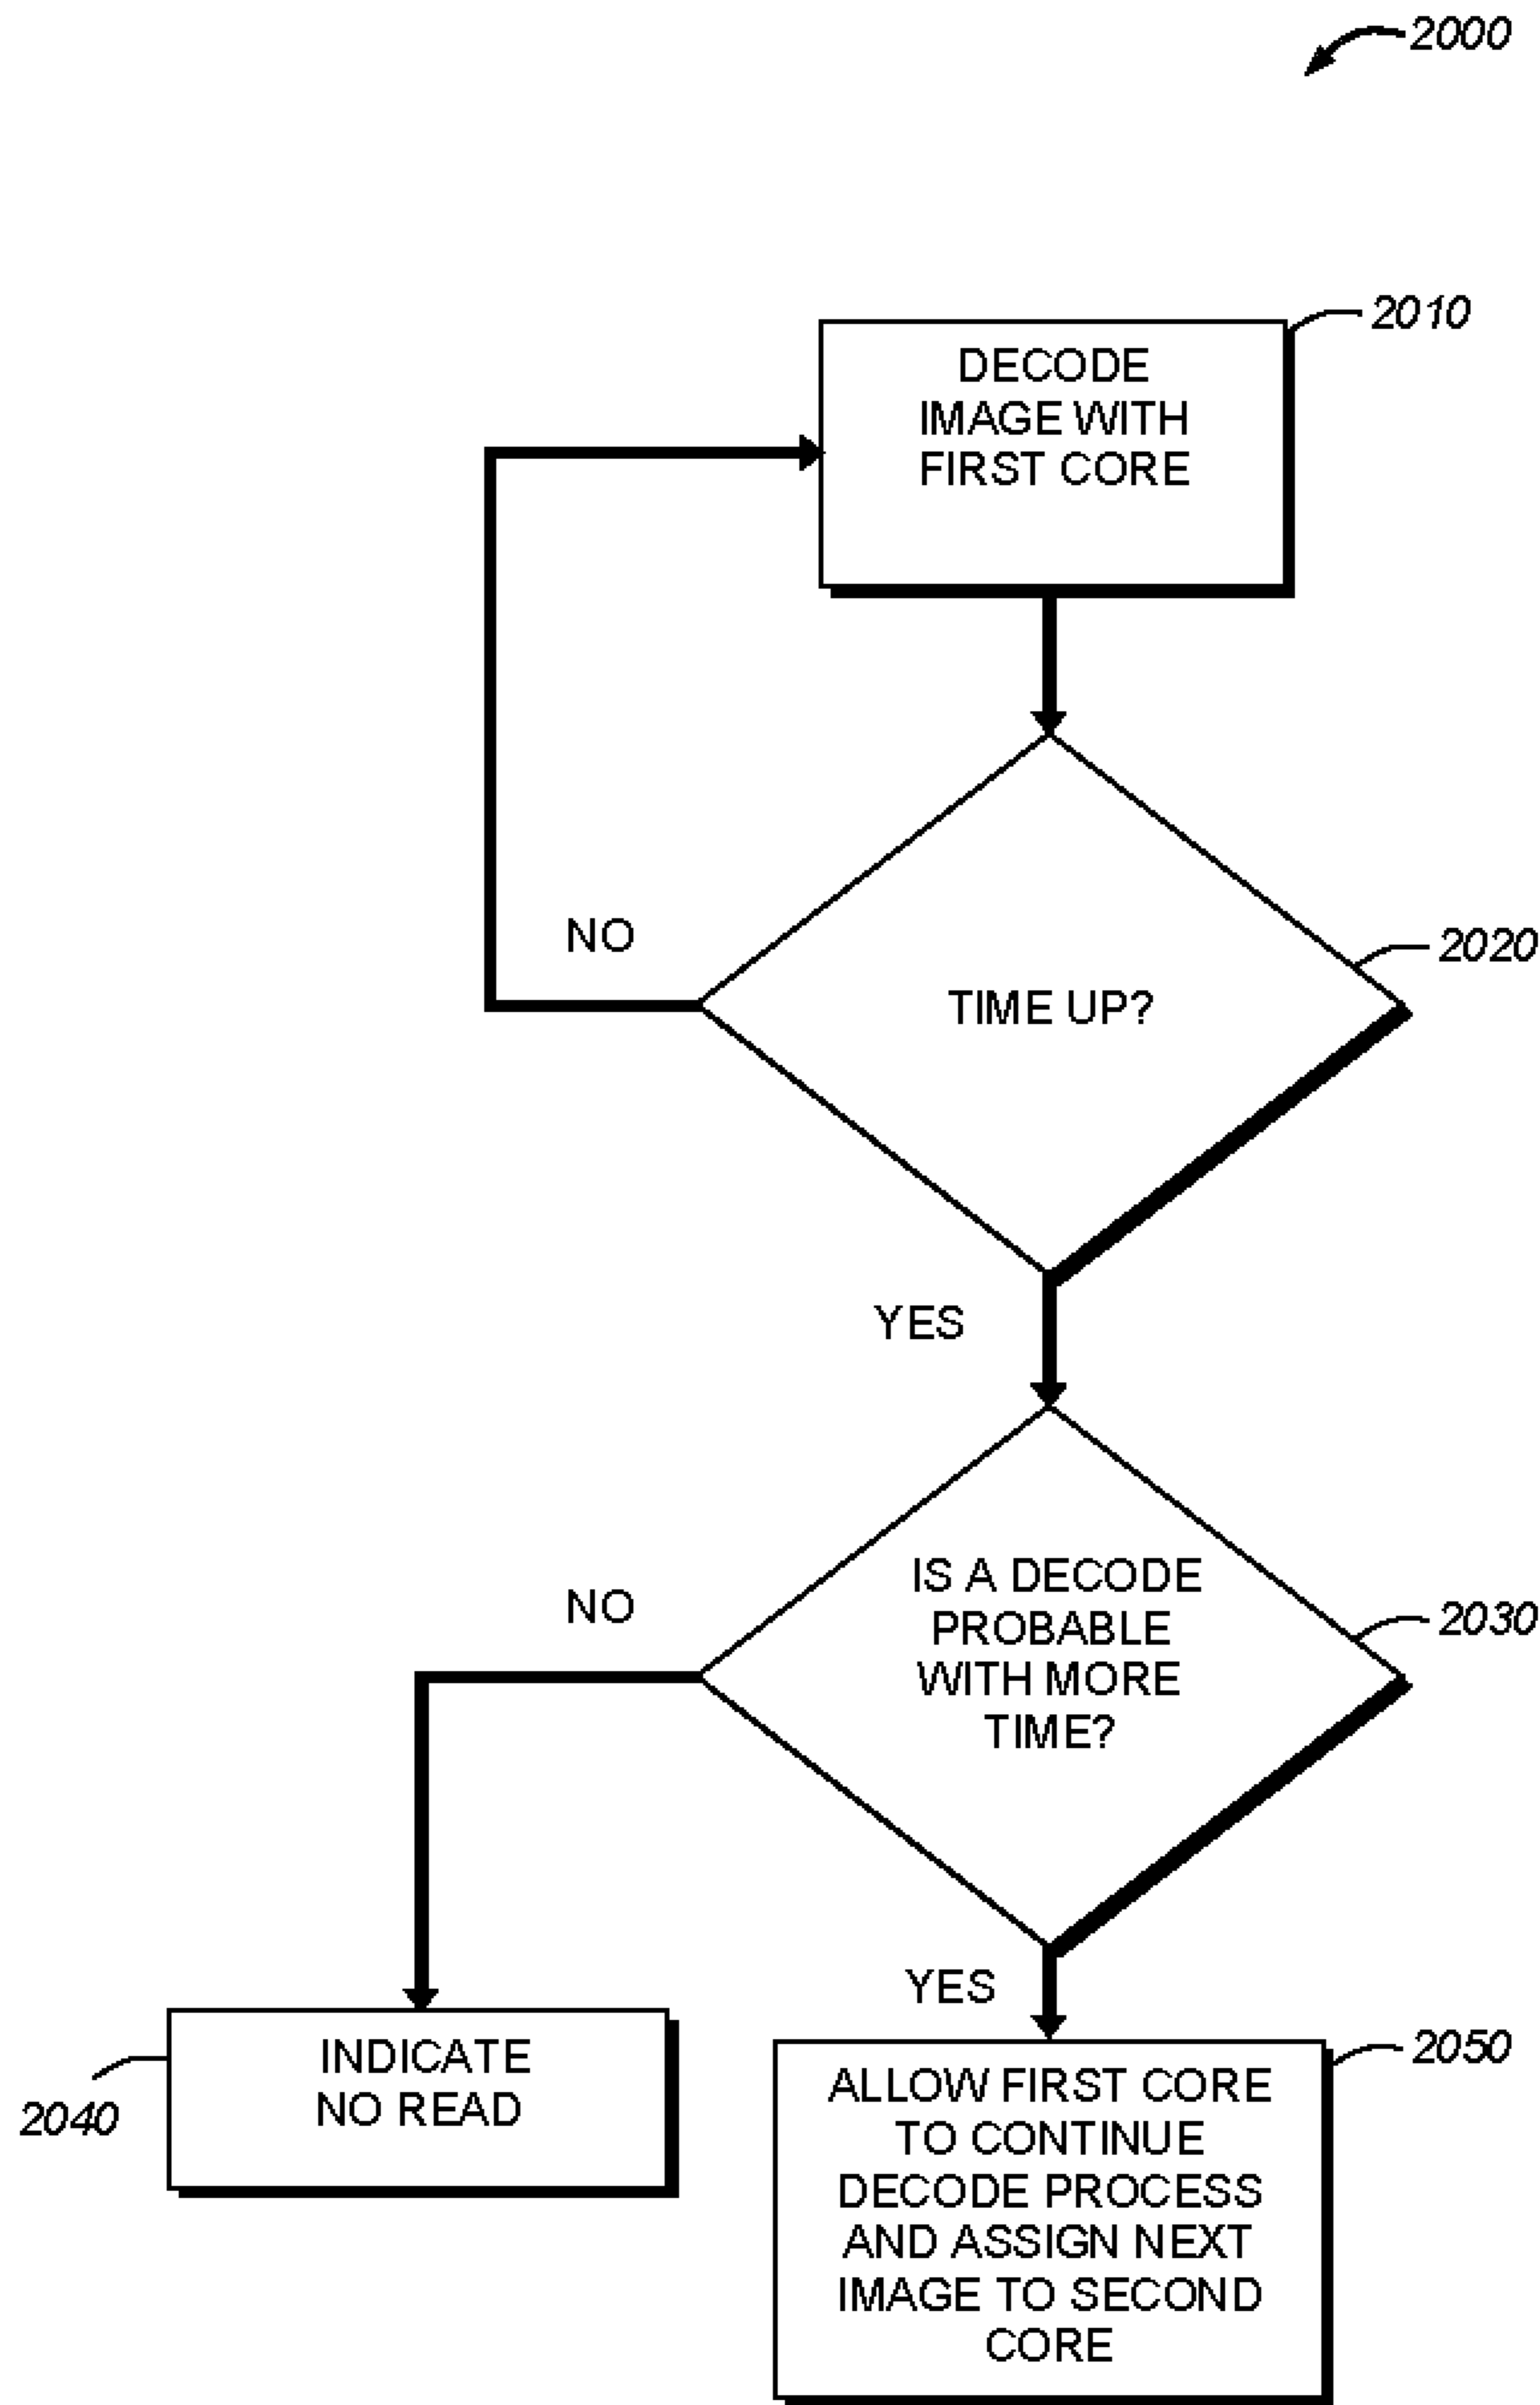 2000
2010
DECODE
IMAGE WITH
FIRST CORE
NO
2020
TIME UP?
YES
IS A DECODE
PROBABLE
WITH MORE
TIME?
NO
2030
YES
INDICATE
NO READ
2040
2050
ALLOW FIRST CORE
TO CONTINUE
DECODE PROCESS
AND ASSIGN NEXT
IMAGE TO SECOND
CORE